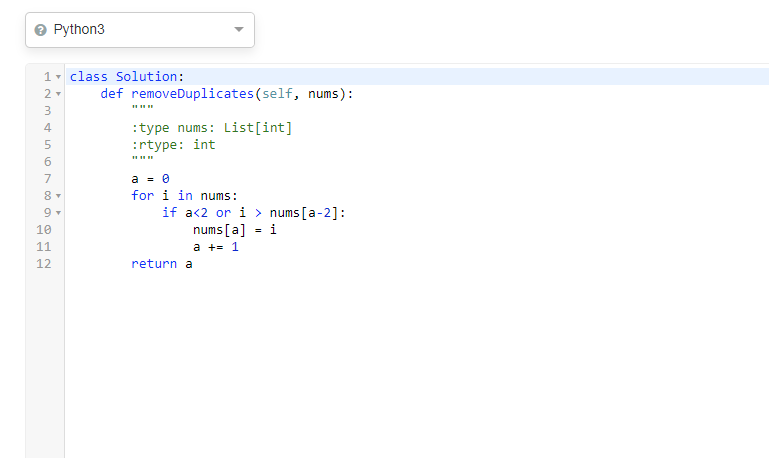 Python3
1 class Solution:
2     def removeDuplicates(self, nums):
3         """
4         :type nums: List[int]
5         :rtype: int
6         """
7         a = 0
8         for i in nums:
9             if a<2 or i > nums[a-2]:
10                 nums[a] = i
11                 a += 1
12         return a